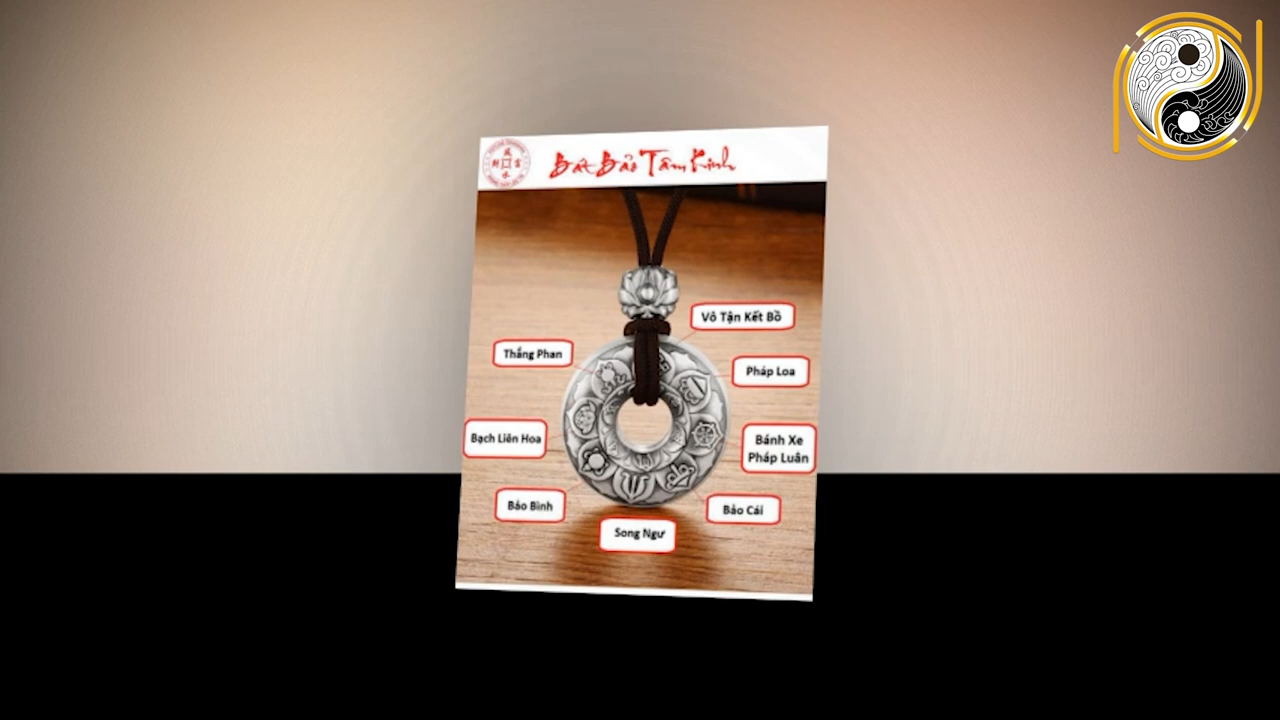 Bát Bảo Tâm Kinh
Vô Tận Kết Bồ
Thắng Phan
Pháp Loa
Bạch Liên Hoa
Bánh Xe
Pháp Luân
Bảo Bình
Bảo Cái
Song Ngư